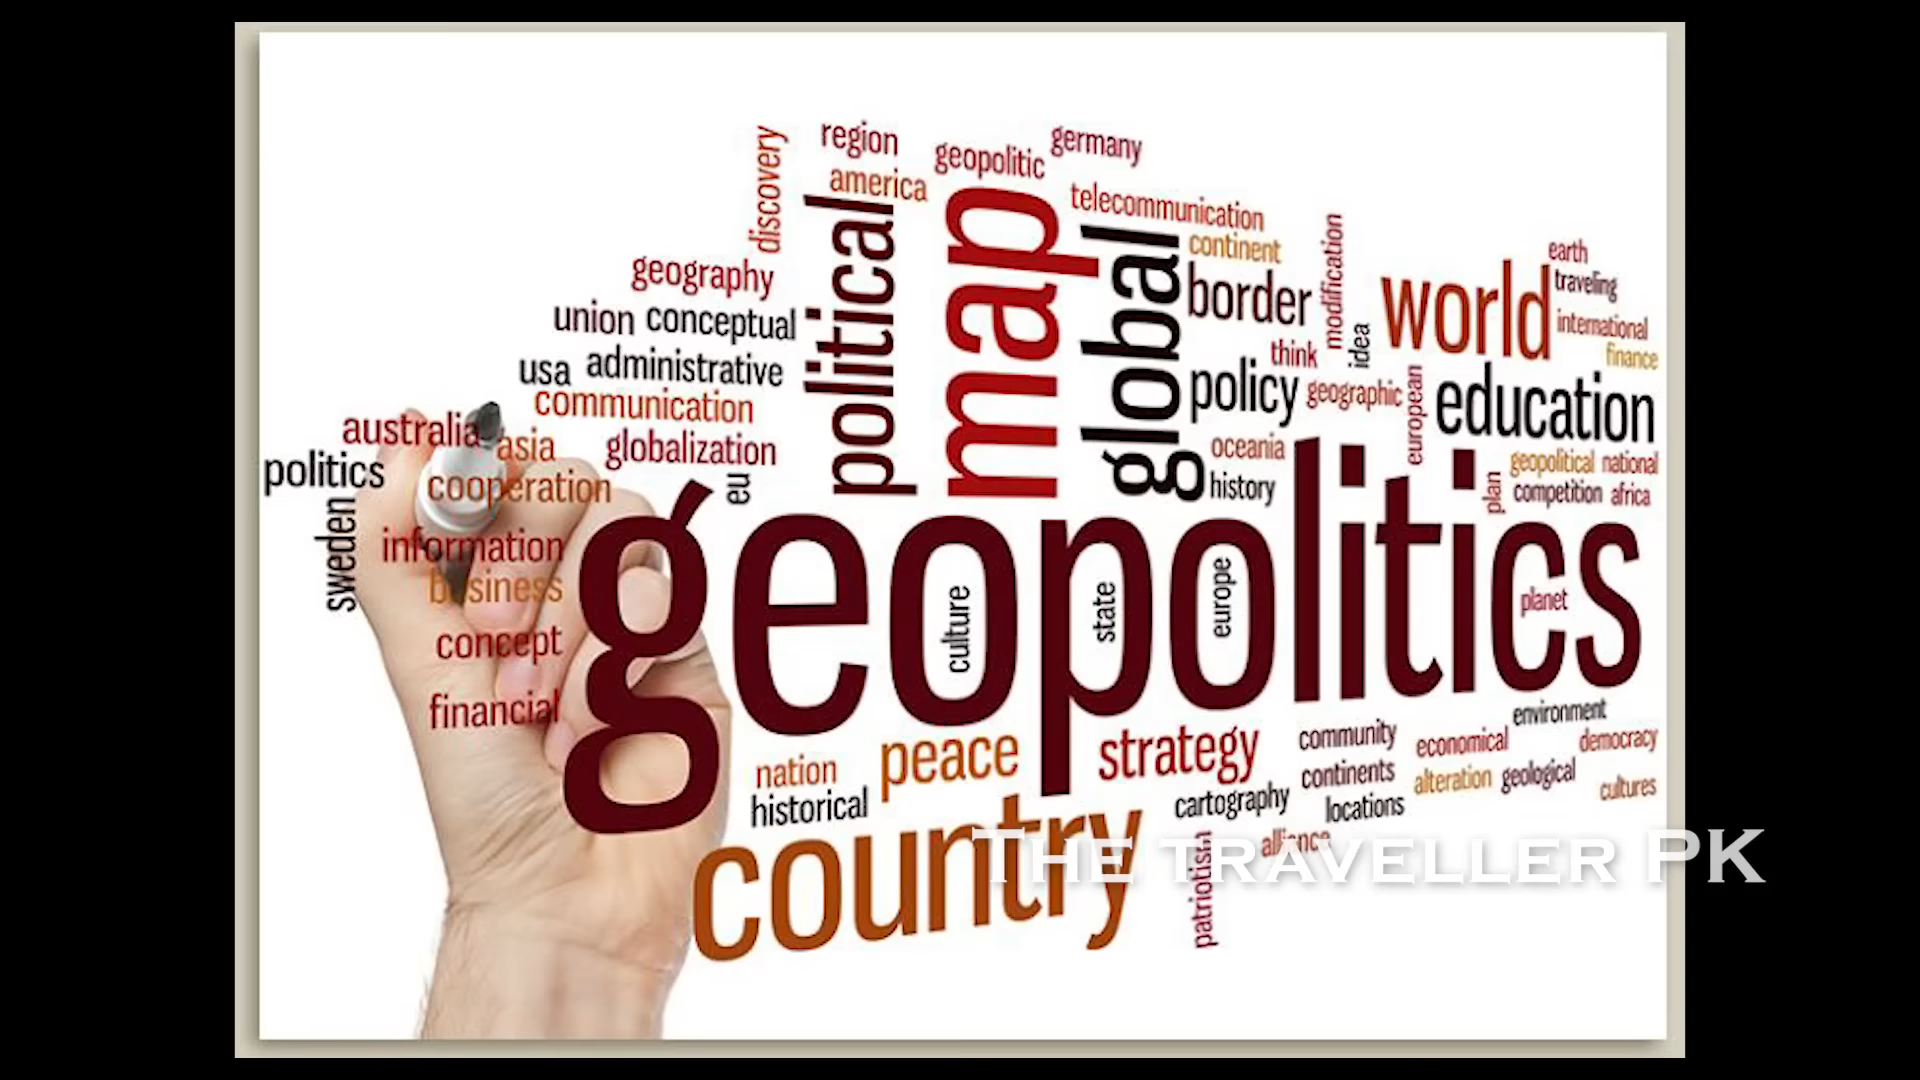 region
geopolitic
germany
discovery
america
telecommunication
political
map
global
continent
modification
geography
border
world
earth
traveling
union
conceptual
international
think
idea
finance
usa
administrative
policy
geographic
european
education
communication
australia
asia
globalization
oceania
geopolitical
national
politics
cooperation
eu
history
plan
competition
africa
sweden
information
geopolitics
business
culture
state
europe
planet
concept
financial
environment
nation
peace
strategy
community
economical
democracy
historical
continents
alteration
geological
cultures
cartography
locations
country
alliance
patriotism
THE TRAVELLER PK